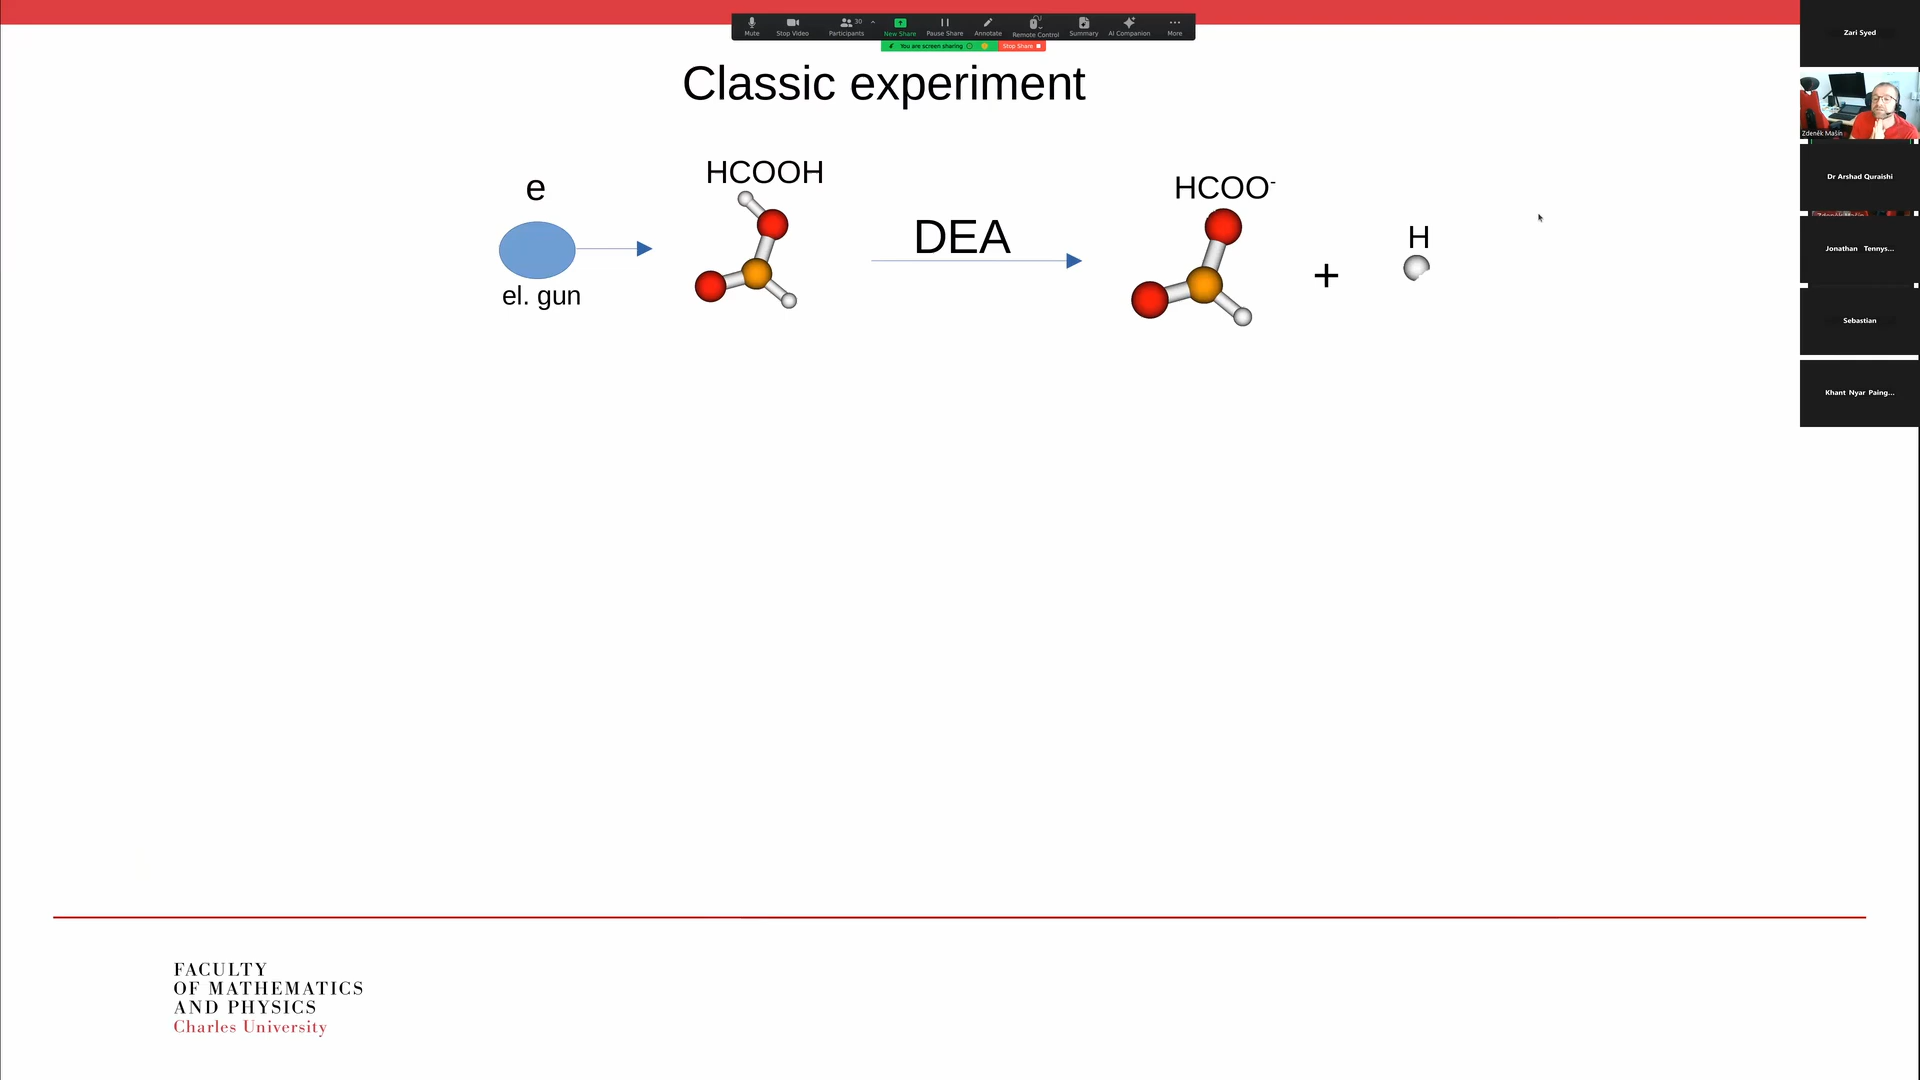 Mute
Stop Video
Participants
30
New Share
Pause Share
Annotate
Remote Control
Summary
AI Companion
More
You are screen sharing
Stop Share
Classic experiment
e
el. gun
HCOOH
DEA
HCOO-
+
H
Zari Syed
Zdeněk Mašín
Dr Arshad Quraishi
Jonathan Tennys...
Sebastian
Khant Nyar Paing...
FACULTY
OF MATHEMATICS
AND PHYSICS
Charles University